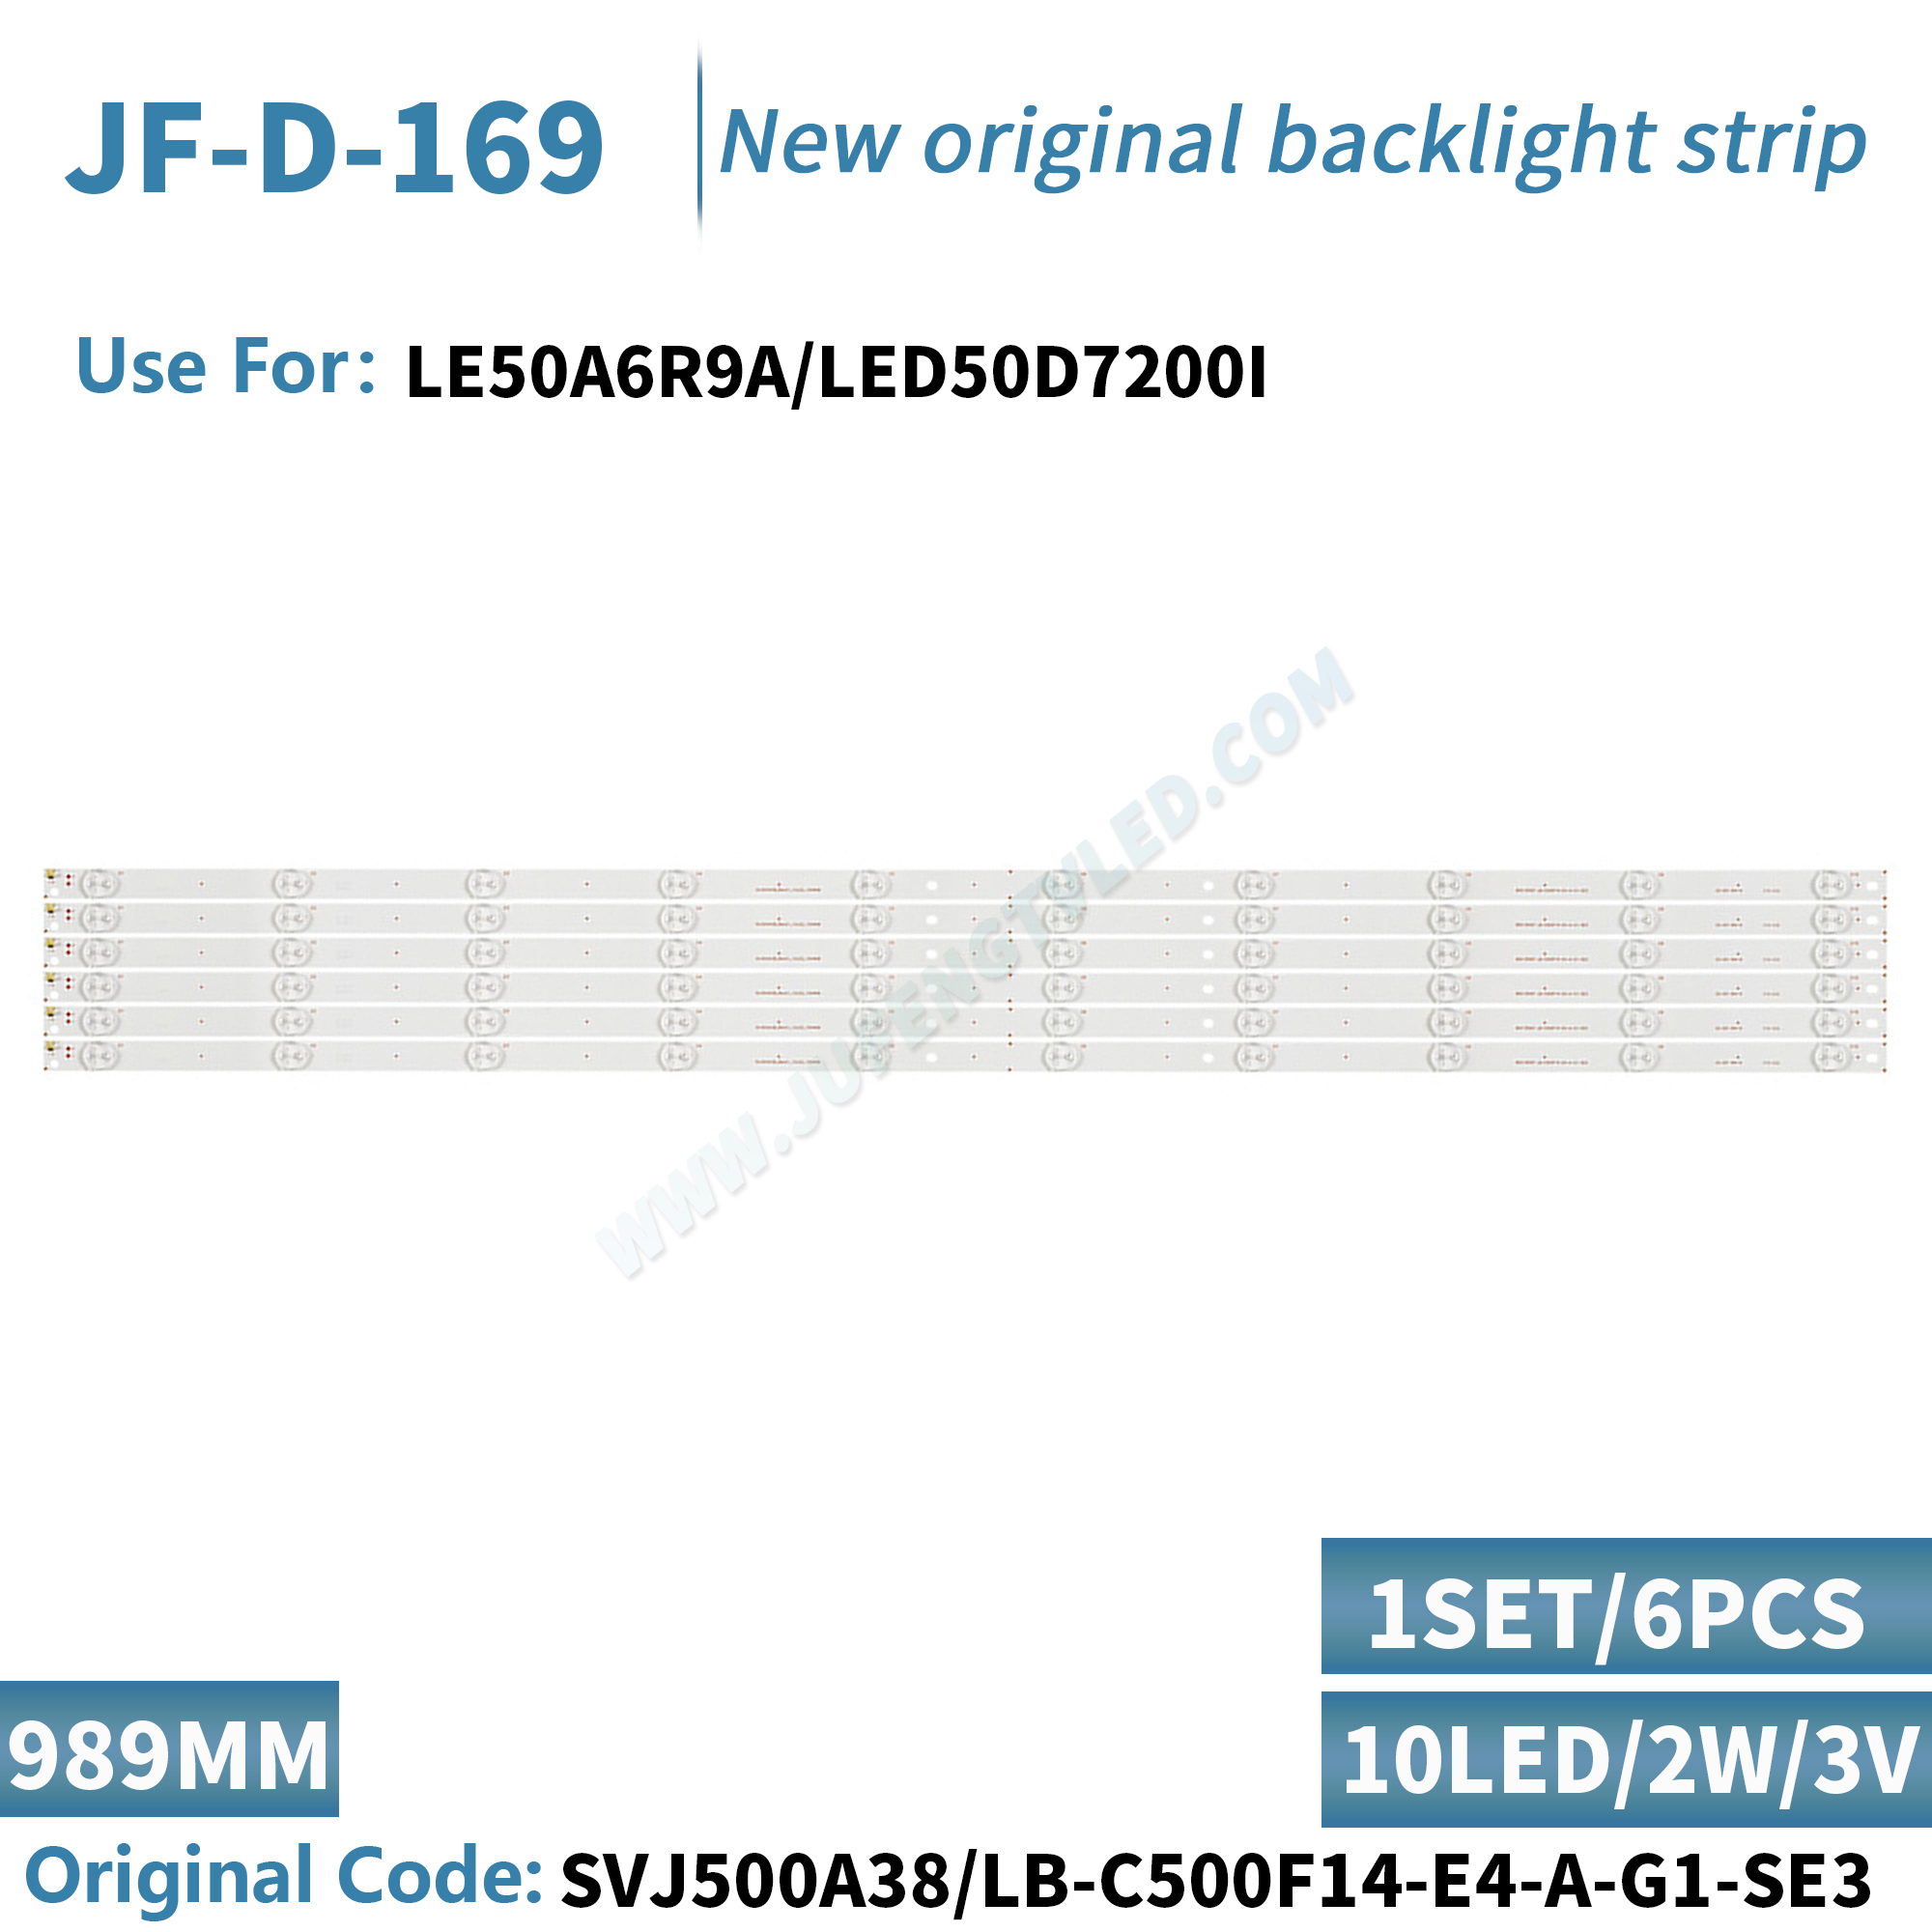 JF-D-169
New original backlight strip
Use For: LE50A6R9A/LED50D7200I
WWW.JUFENGTVLED.COM
1SET/6PCS
989MM
10LED/2W/3V
Original Code: SVJ500A38/LB-C500F14-E4-A-G1-SE3